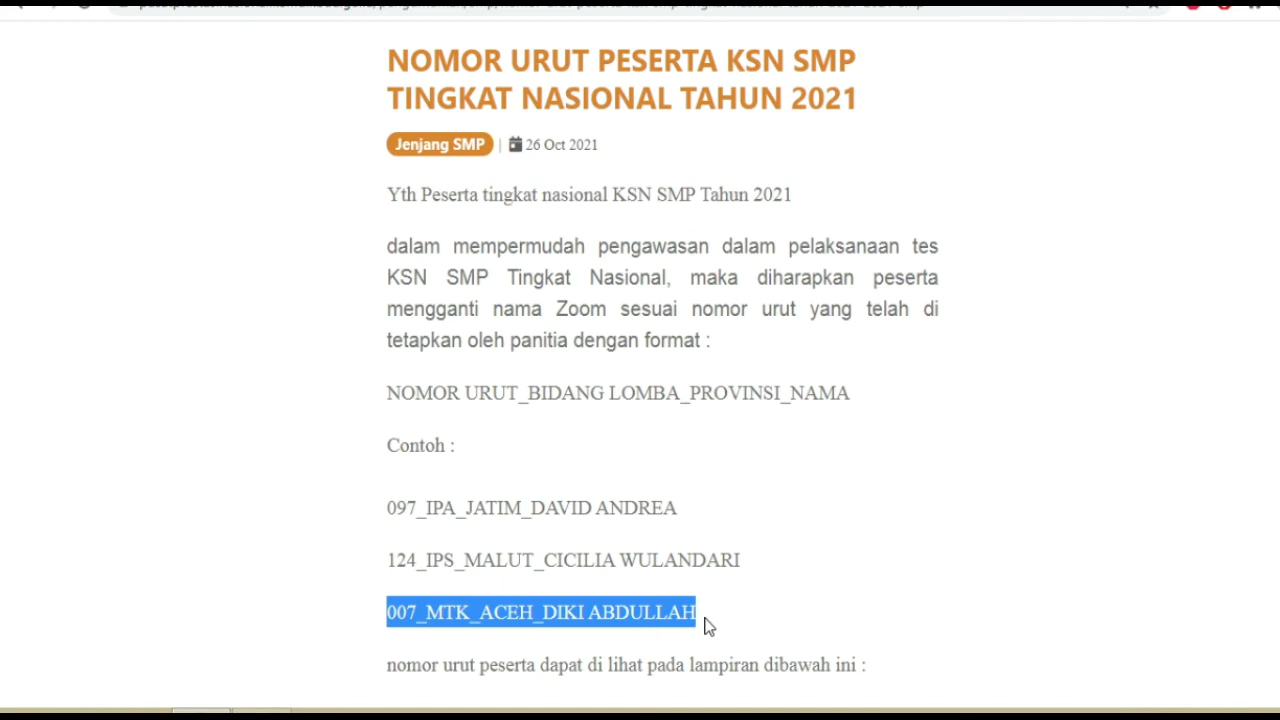 NOMOR URUT PESERTA KSN SMP
TINGKAT NASIONAL TAHUN 2021
Jenjang SMP | 26 Oct 2021
Yth Peserta tingkat nasional KSN SMP Tahun 2021
dalam mempermudah pengawasan dalam pelaksanaan tes
KSN SMP Tingkat Nasional, maka diharapkan peserta
mengganti nama Zoom sesuai nomor urut yang telah di
tetapkan oleh panitia dengan format :
NOMOR URUT_BIDANG LOMBA_PROVINSI_NAMA
Contoh :
097_IPA_JATIM_DAVID ANDREA
124_IPS_MALUT_CICILIA WULANDARI
007_MTK_ACEH_DIKI ABDULLAH
nomor urut peserta dapat di lihat pada lampiran dibawah ini :